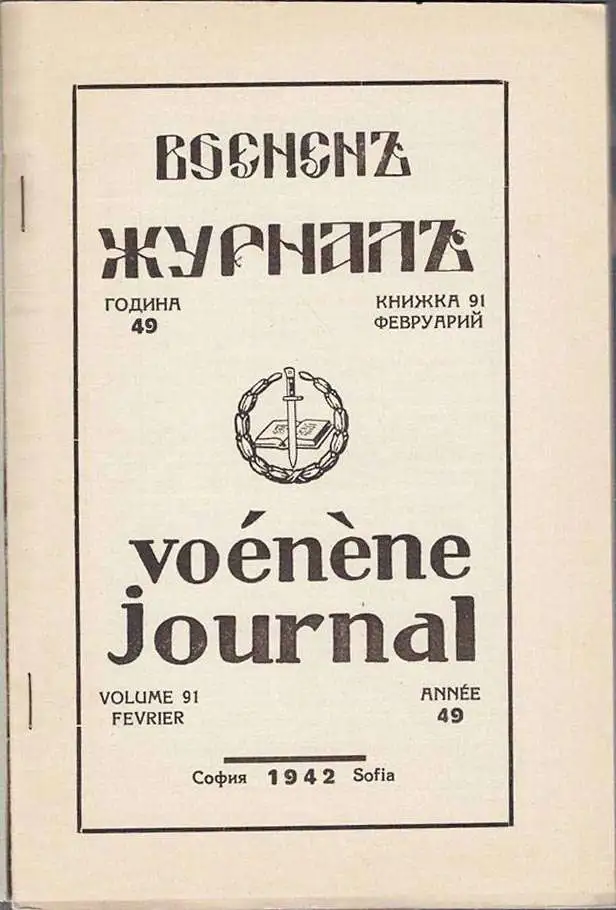 ВОЕНЕНЪ
ЖУРНАЛЪ
ГОДИНА
49
КНИЖКА 91
ФЕВРУАРИЙ
voénène
journal
VOLUME 91
FEVRIER
ANNÉE
49
София 1942 Sofia